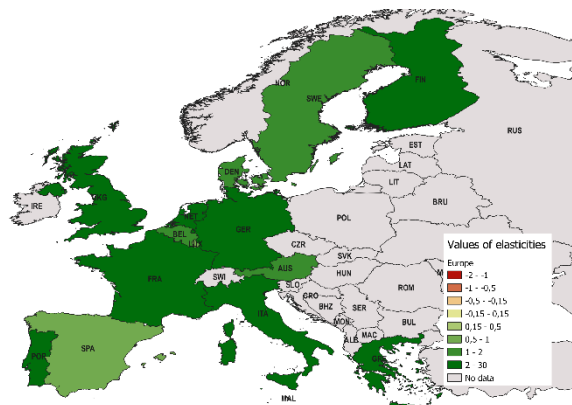 FIN
NOR
SWE
RUS
EST
LAT
DEN
LIT
IRE
BRU
POL
GER
BEL
LUX
CZR
SVK
FRA
AUS
HUN
SWI
SLO
CRO
ROM
BHZ
SER
ITA
MON
BUL
MAC
ALB
POR
SPA
MAL
Values of elasticities
Europe
-2 - -1
-1 - -0,5
-0,5 - -0,15
-0,15 - 0,15
0,15 - 0,5
0,5 - 1
1 - 2
2 - 30
No data